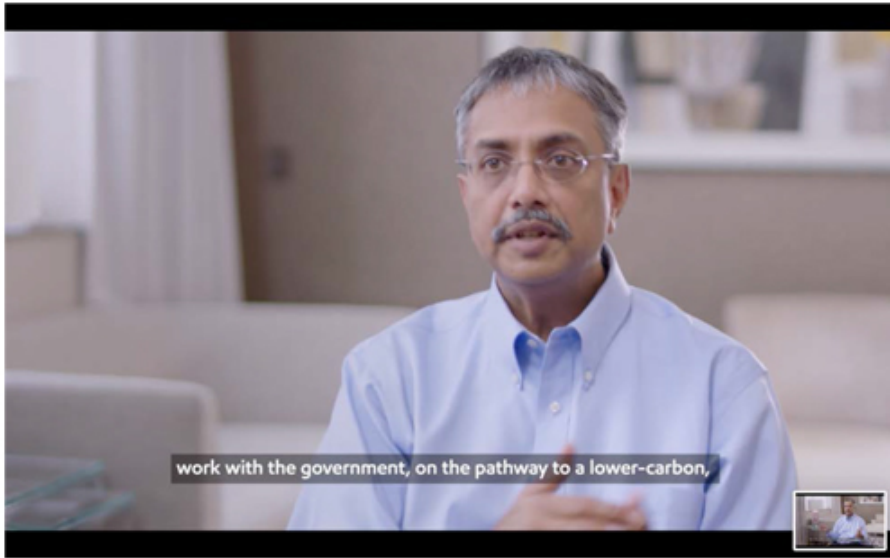 work with the government, on the pathway to a lower-carbon,